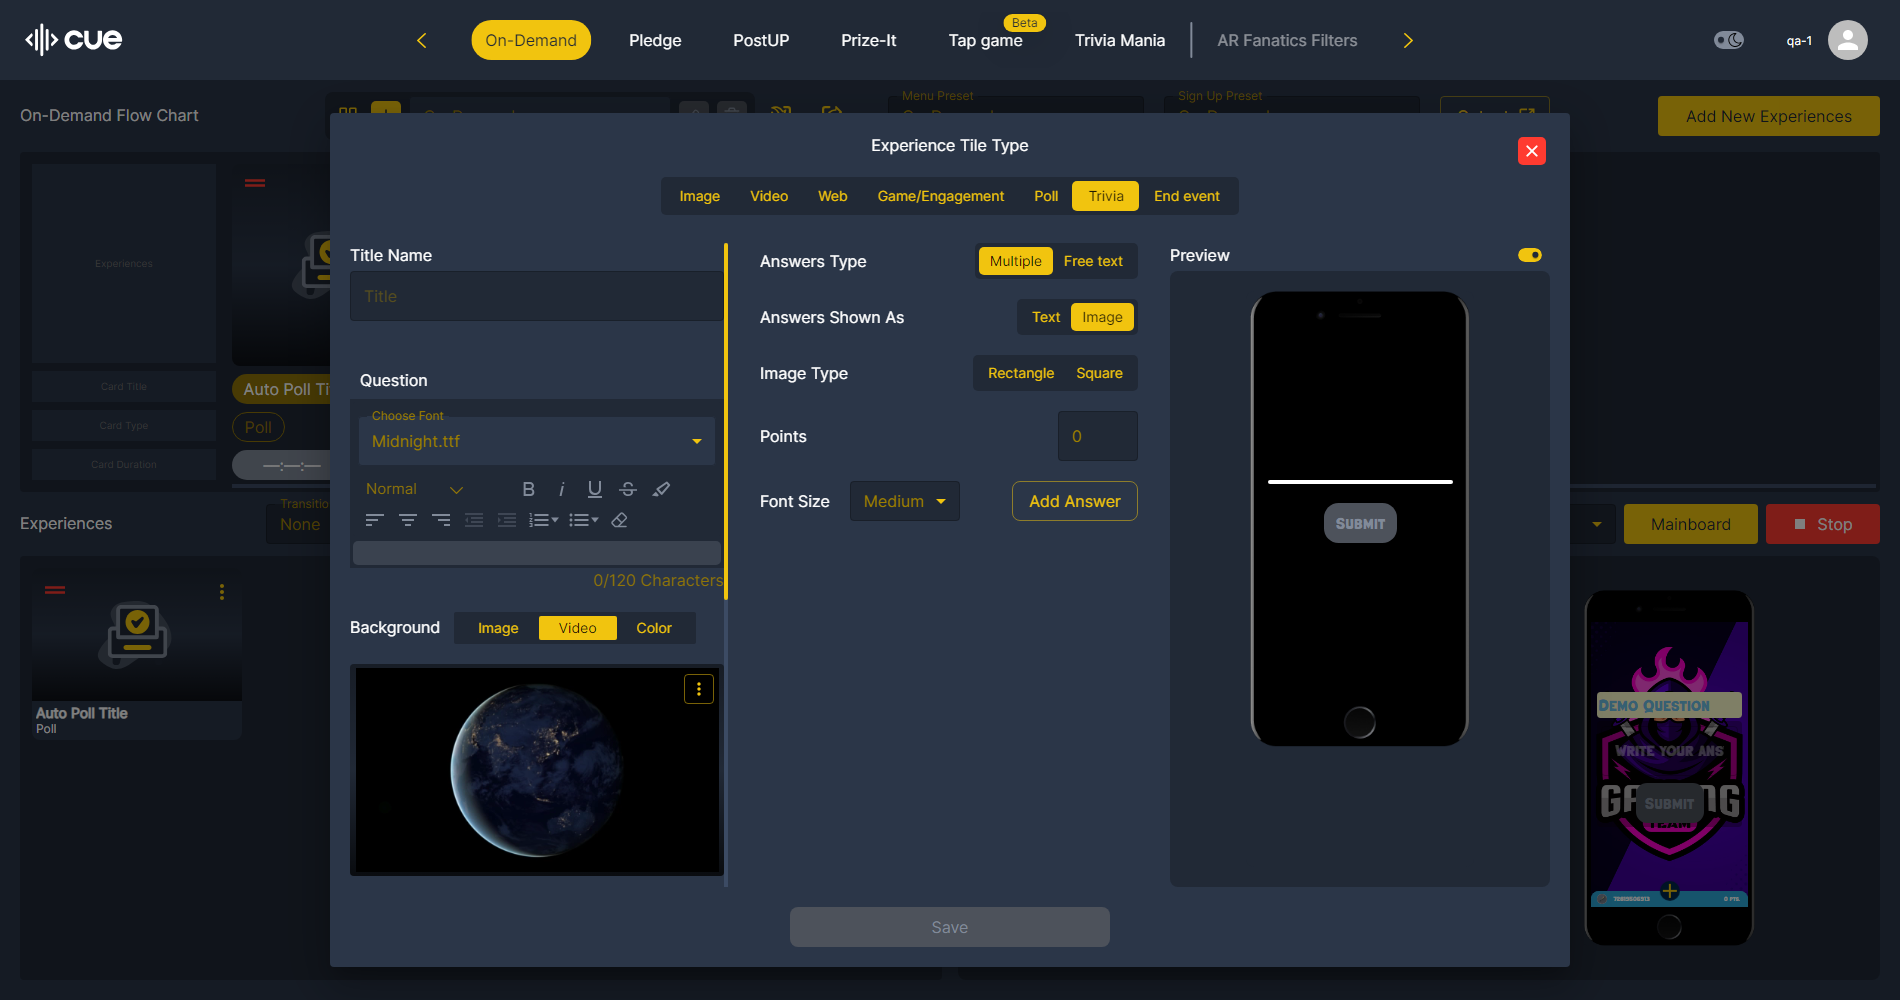 cue
On-Demand
Pledge
PostUP
Prize-It
Beta
Tap game
Trivia Mania
AR Fanatics Filters
qa-1
On-Demand Flow Chart
Menu Preset
Sign Up Preset
Add New Experiences
Experience Tile Type
Image
Video
Web
Game/Engagement
Poll
Trivia
End event
Experiences
Card Title
Card Type
Card Duration
Auto Poll Ti
Poll
Title Name
Title
Question
Choose Font
Midnight.ttf
Normal
0/120 Characters
Background
Image
Video
Color
Answers Type
Multiple
Free text
Answers Shown As
Text
Image
Image Type
Rectangle
Square
Points
0
Font Size
Medium
Add Answer
Preview
Submit
Save
Experiences
Transitio
None
Mainboard
Stop
Auto Poll Title
Poll
Demo Question
Write your ans
Submit
TEAM
0 PTS.